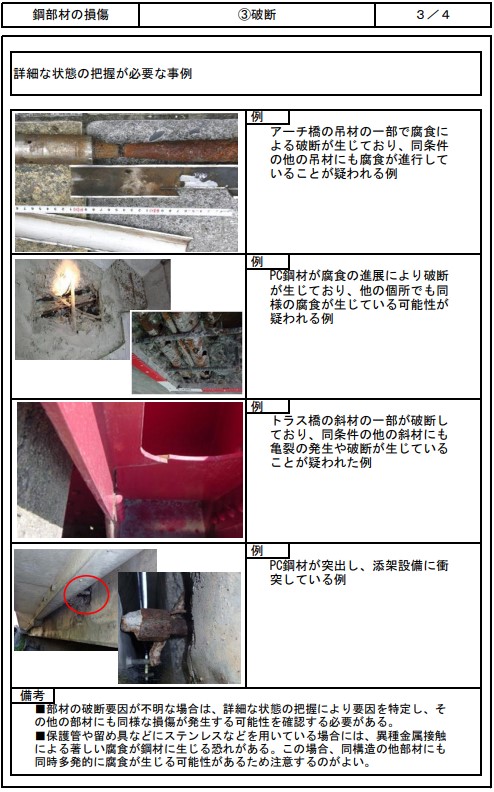 鋼部材の損傷
③破断
３／４
詳細な状態の把握が必要な事例
例
アーチ橋の吊材の一部で腐食に
よる破断が生じており、同条件
の他の吊材にも腐食が進行して
いることが疑われる例
例
PC鋼材が腐食の進展により破断
が生じており、他の個所でも同
様の腐食が生じている可能性が
疑われる例
例
トラス橋の斜材の一部が破断し
ており、同条件の他の斜材にも
亀裂の発生や破断が生じている
ことが疑われた例
例
PC鋼材が突出し、添架設備に衝
突している例
備考
■部材の破断要因が不明な場合は、詳細な状態の把握により要因を特定し、そ
の他の部材にも同様な損傷が発生する可能性を確認する必要がある。
■保護管や留め具などにステンレスなどを用いている場合には、異種金属接触
による著しい腐食が鋼材に生じる恐れがある。この場合、同構造の他部材にも
同時多発的に腐食が生じる可能性があるため注意するのがよい。